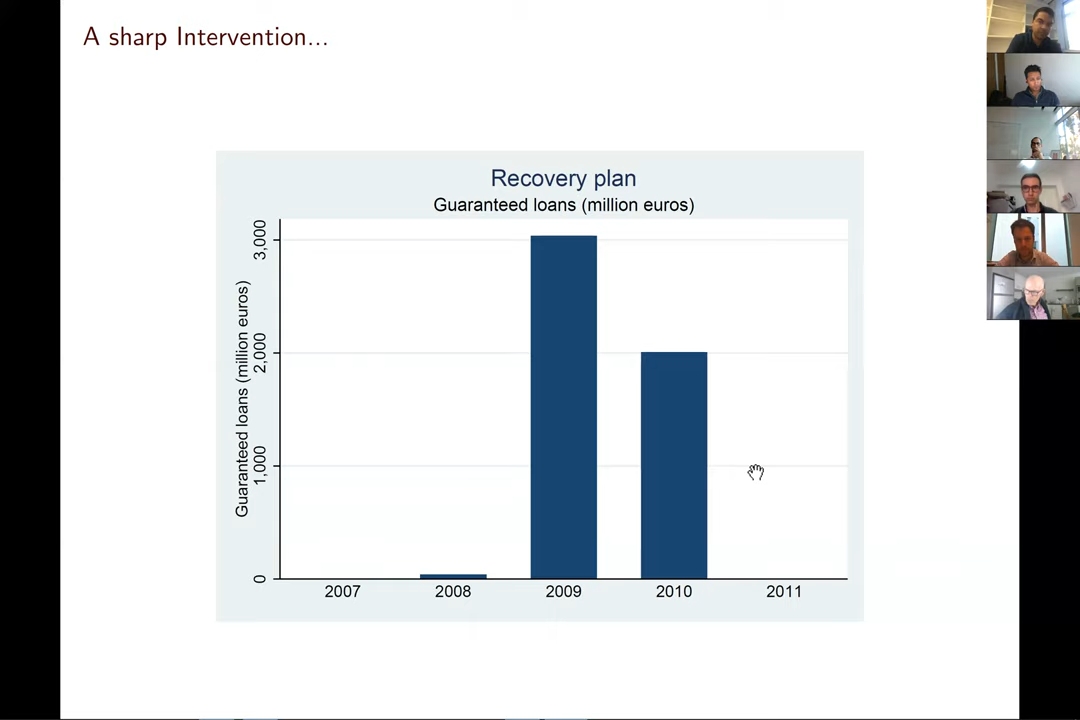 A sharp Intervention...
Recovery plan
Guaranteed loans (million euros)
Guaranteed loans (million euros)
3,000
2,000
1,000
0
2007 2008 2009 2010 2011